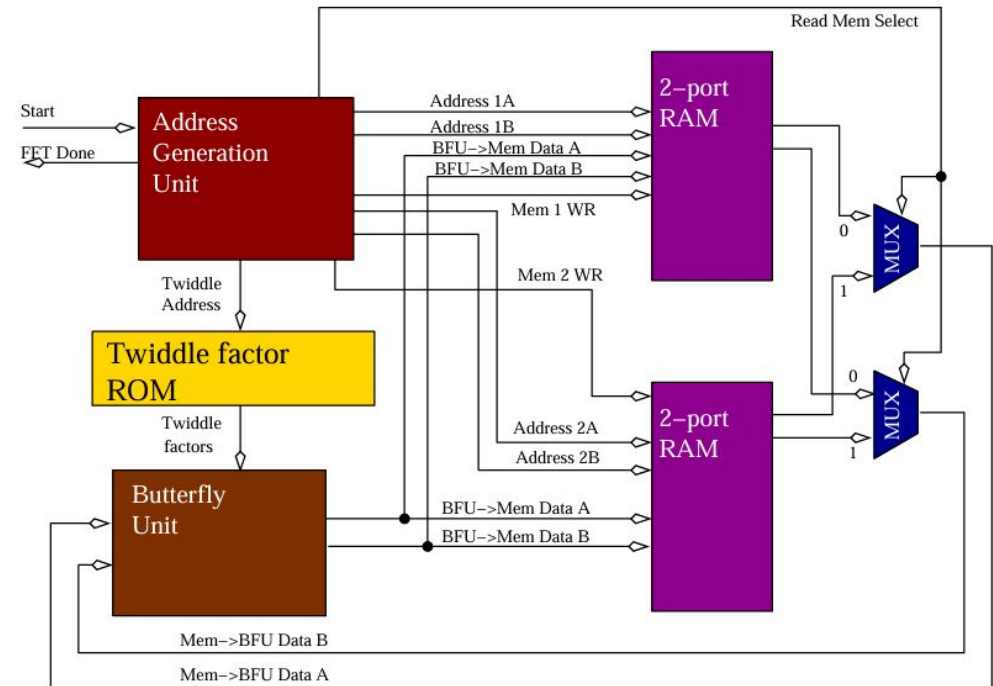 Read Mem Select
Start
FFT Done
Address
Generation
Unit
Address 1A
Address 1B
BFU->Mem Data A
BFU->Mem Data B
Mem 1 WR
Mem 2 WR
2-port
RAM
0
MUX
1
Twiddle
Address
Twiddle factor
ROM
Twiddle
factors
Butterfly
Unit
Address 2A
Address 2B
BFU->Mem Data A
BFU->Mem Data B
2-port
RAM
0
MUX
1
Mem->BFU Data B
Mem->BFU Data A